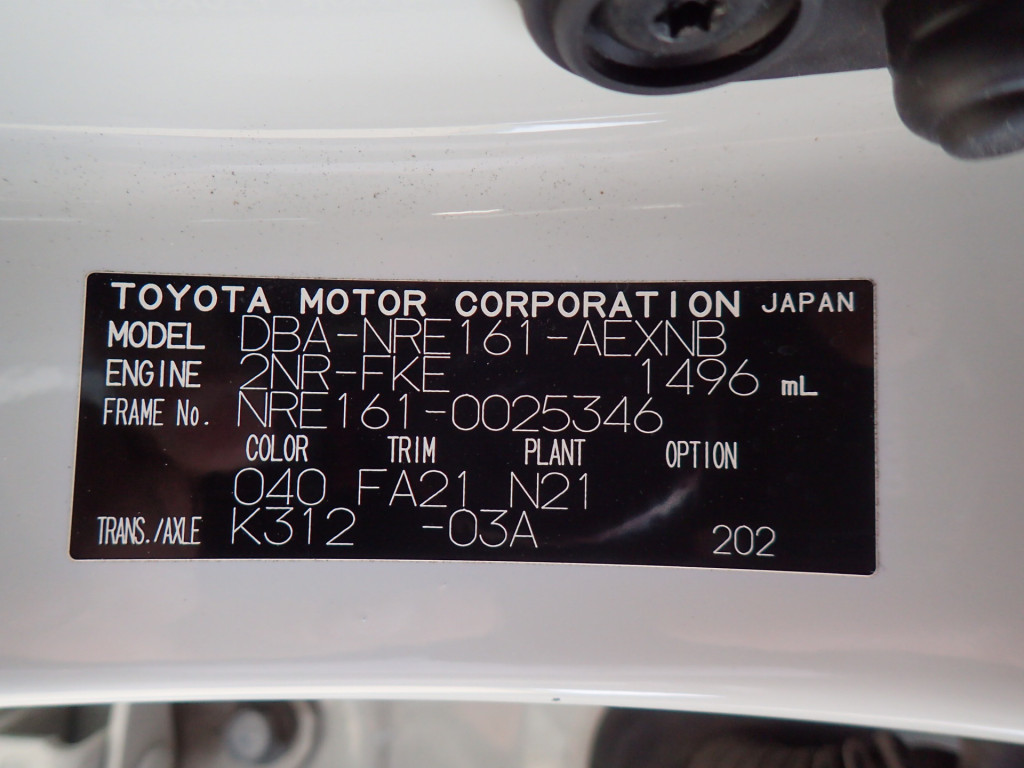 TOYOTA MOTOR CORPORATION JAPAN
MODEL DBA-NRE161-AEXNB
ENGINE 2NR-FKE 1496 mL
FRAME No. NRE161-0025346
COLOR TRIM PLANT OPTION
040 FA21 N21
TRANS./AXLE K312 -03A 202